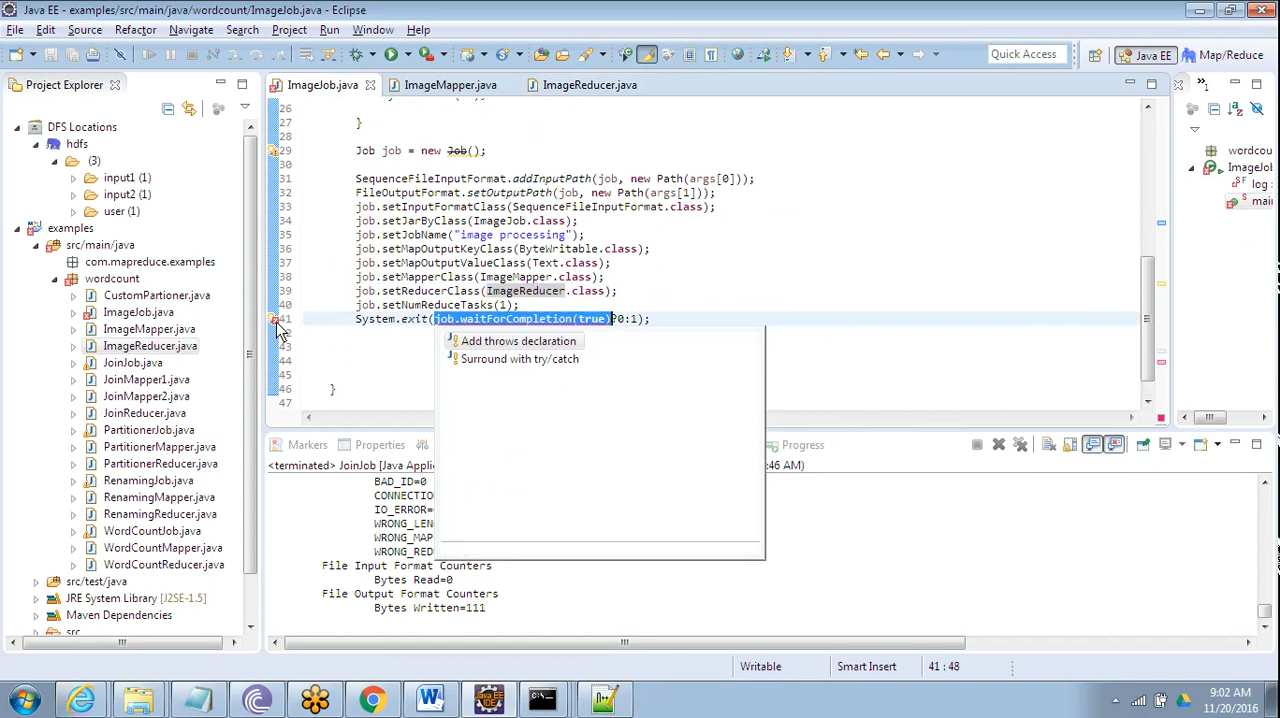 Java EE - examples/src/main/java/wordcount/ImageJob.java - Eclipse
File Edit Source Refactor Navigate Search Project Run Window Help
Quick Access
Java EE
Map/Reduce
Project Explorer
ImageJob.java
ImageMapper.java
ImageReducer.java
DFS Locations
hdfs
(3)
input1 (1)
input2 (1)
user (1)
examples
src/main/java
com.mapreduce.examples
wordcount
CustomPartioner.java
ImageJob.java
ImageMapper.java
ImageReducer.java
JoinJob.java
JoinMapper1.java
JoinMapper2.java
JoinReducer.java
PartitionerJob.java
PartitionerMapper.java
PartitionerReducer.java
RenamingJob.java
RenamingMapper.java
RenamingReducer.java
WordCountJob.java
WordCountMapper.java
WordCountReducer.java
src/test/java
JRE System Library [J2SE-1.5]
Maven Dependencies
src
26
27 }
28
29 Job job = new Job();
30
31 SequenceFileInputFormat.addInputPath(job, new Path(args[0]));
32 FileOutputFormat.setOutputPath(job, new Path(args[1]));
33 job.setInputFormatClass(SequenceFileInputFormat.class);
34 job.setJarByClass(ImageJob.class);
35 job.setJobName("image processing");
36 job.setMapOutputKeyClass(ByteWritable.class);
37 job.setMapOutputValueClass(Text.class);
38 job.setMapperClass(ImageMapper.class);
39 job.setReducerClass(ImageReducer.class);
40 job.setNumReduceTasks(1);
41 System.exit(job.waitForCompletion(true)?0:1);
Add throws declaration
Surround with try/catch
44
45
46 }
47
wordcou
ImageJob
log :
main
Markers
Properties
Progress
<terminated> JoinJob [Java Applic
:46 AM)
BAD_ID=0
CONNECTIO
IO_ERROR=
WRONG_LEN
WRONG_MAP
WRONG_RED
File Input Format Counters
Bytes Read=0
File Output Format Counters
Bytes Written=111
Writable
Smart Insert
41 : 48
9:02 AM
11/20/2016